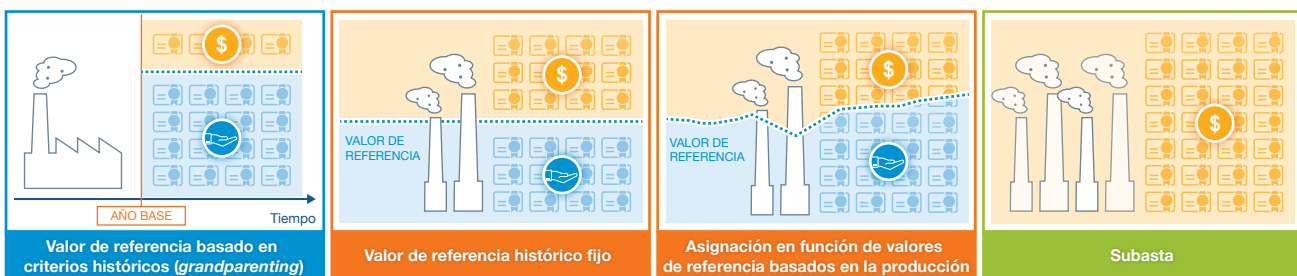 $
AÑO BASE
Tiempo
Valor de referencia basado en
criterios históricos (grandparenting)
$
VALOR DE
REFERENCIA
Valor de referencia histórico fijo
$
VALOR DE
REFERENCIA
Asignación en función de valores
de referencia basados en la producción
$
Subasta